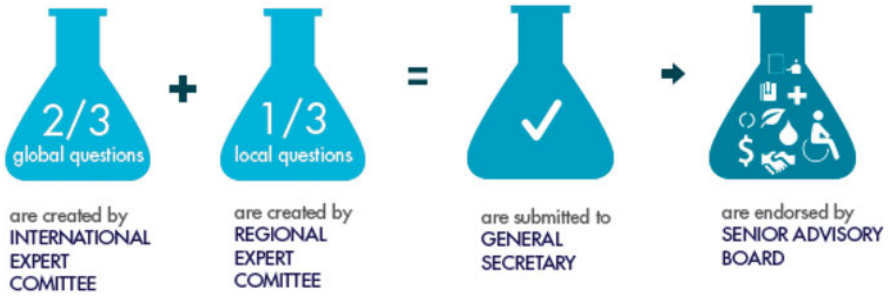 2/3
global questions
+
1/3
local questions
=
are created by
INTERNATIONAL
EXPERT
COMITTEE
are created by
REGIONAL
EXPERT
COMITTEE
are submitted to
GENERAL
SECRETARY
$
are endorsed by
SENIOR ADVISORY
BOARD